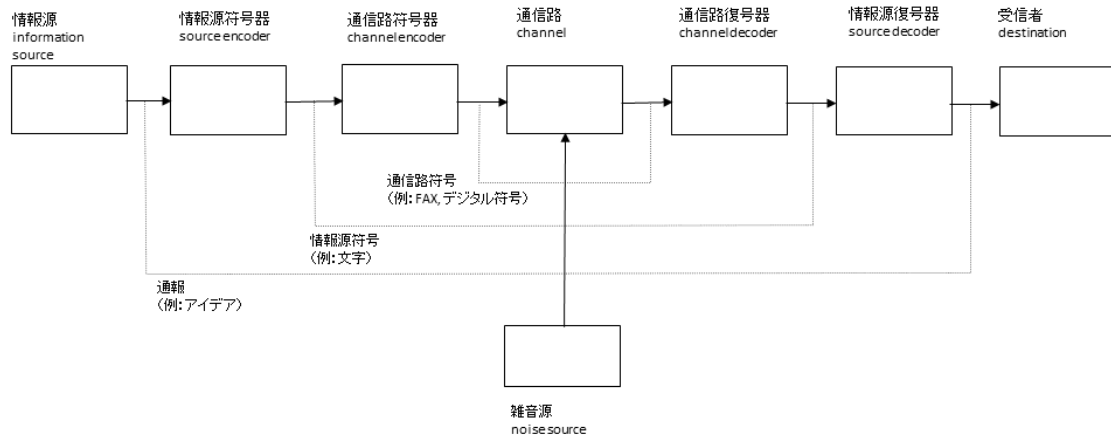 情報源
information
source
情報源符号器
source encoder
通信路符号器
channel encoder
通信路
channel
通信路復号器
channel decoder
情報源復号器
source decoder
受信者
destination
通信路符号
(例: FAX, デジタル符号)
情報源符号
(例: 文字)
通報
(例: アイデア)
雑音源
noise source